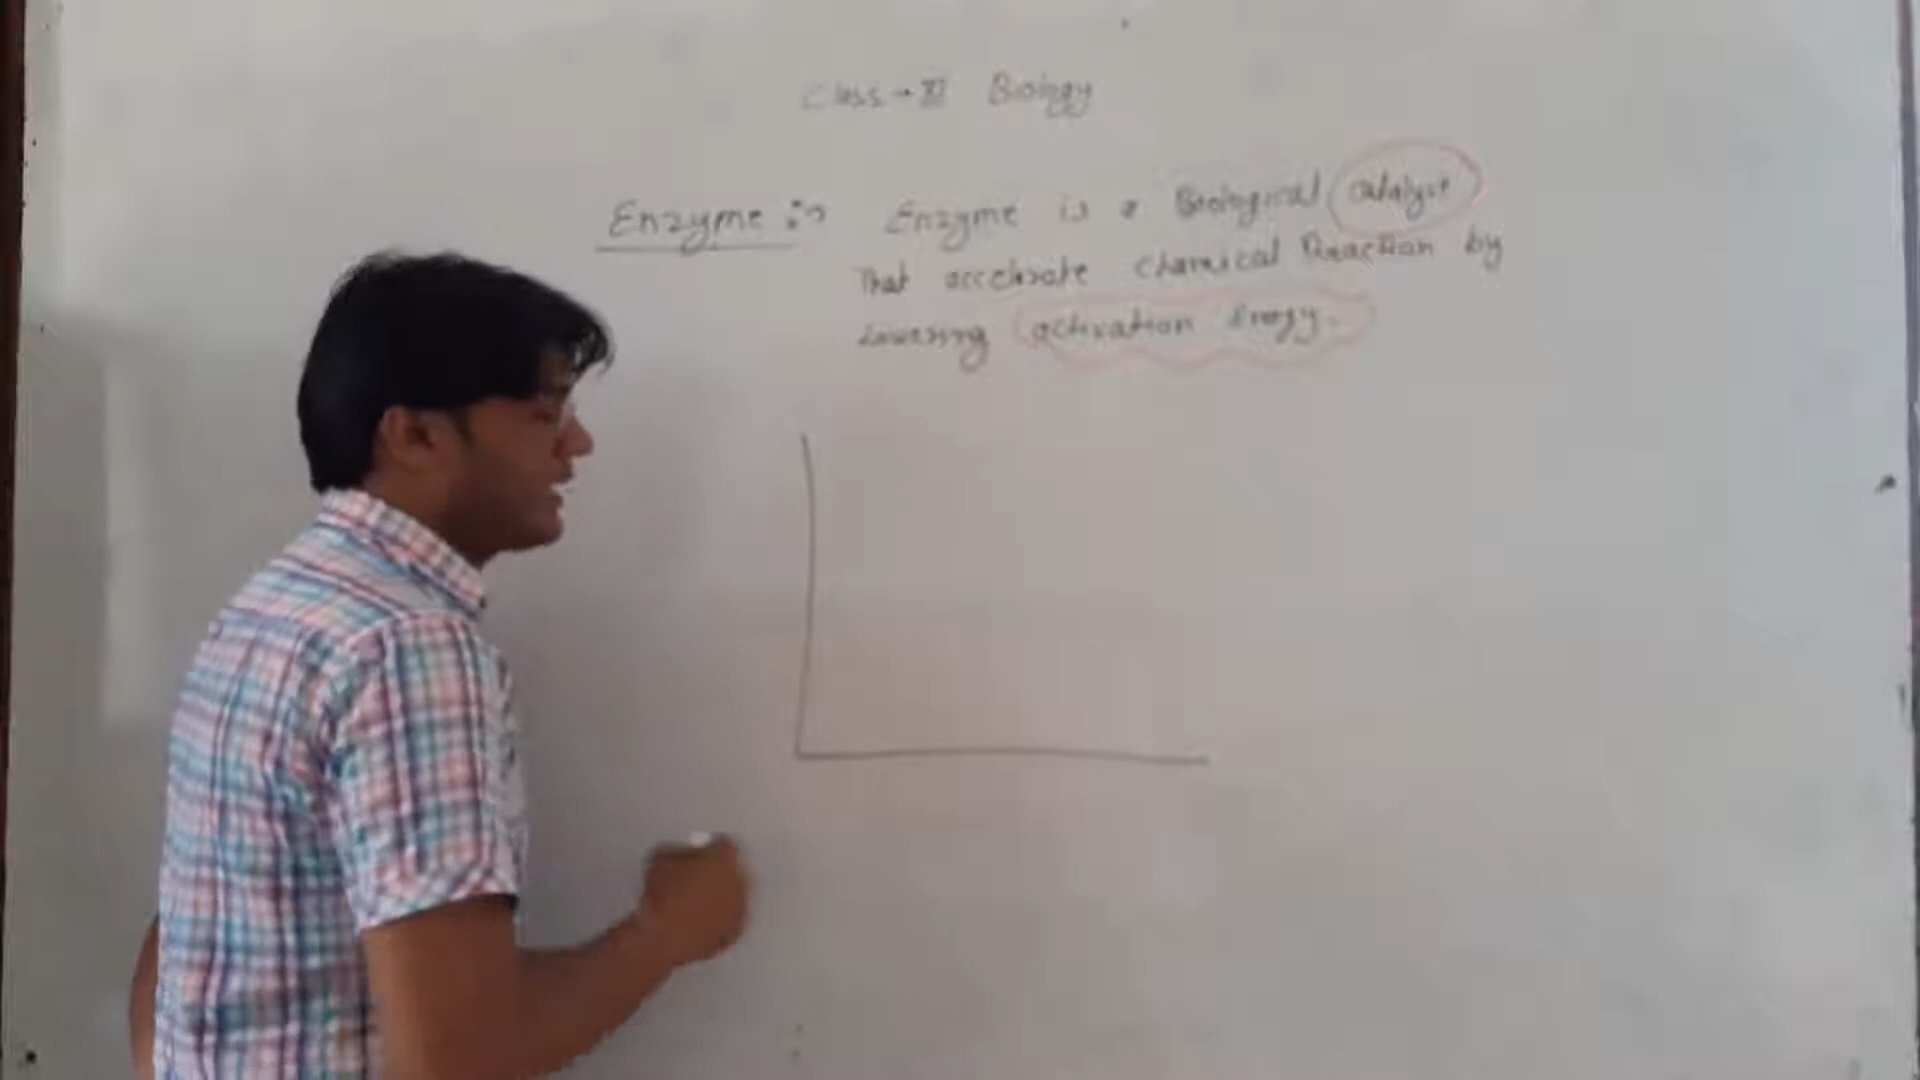 Class → XI Biology
Enzyme :→ Enzyme is a Biological catalyst
That accelerate chemical Reaction by
Lowering activation Energy.